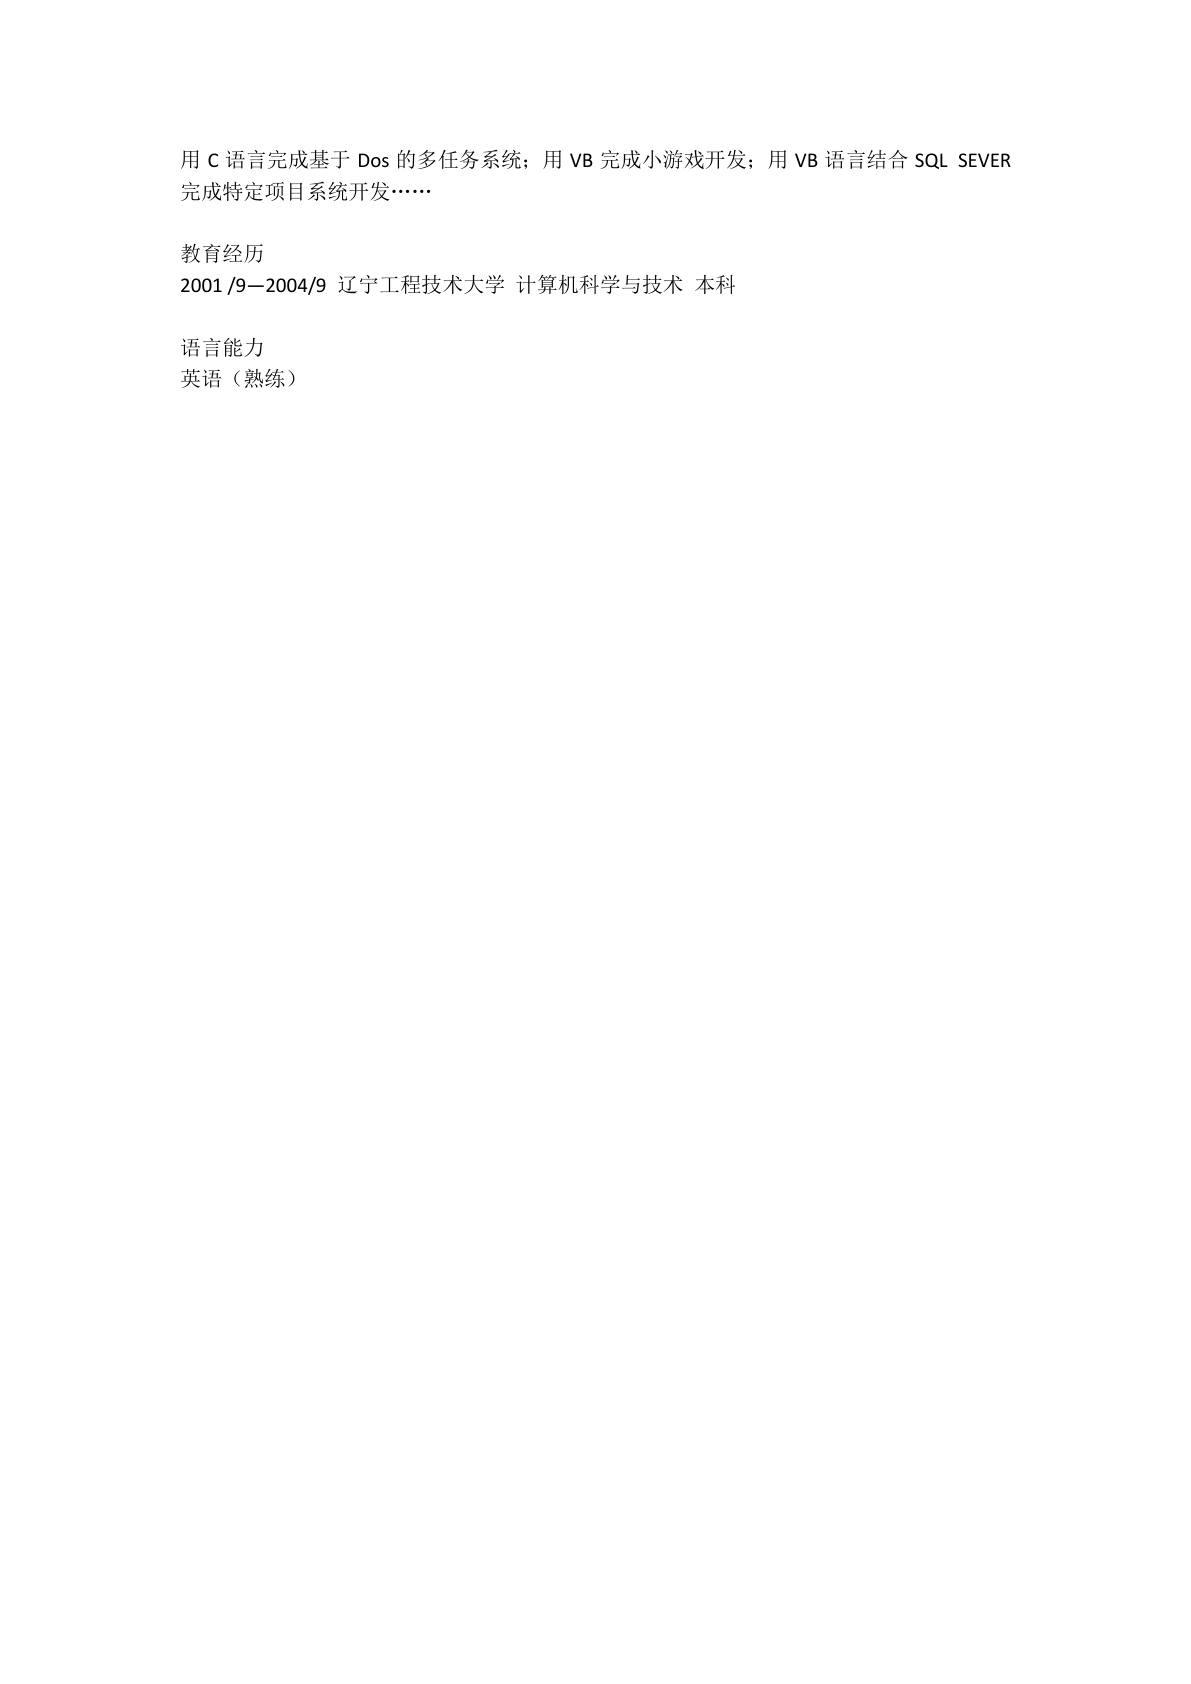 用 C 语言完成基于 Dos 的多任务系统；用 VB 完成小游戏开发；用 VB 语言结合 SQL SEVER
完成特定项目系统开发……
教育经历
2001 /9—2004/9 辽宁工程技术大学 计算机科学与技术 本科
语言能力
英语（熟练）